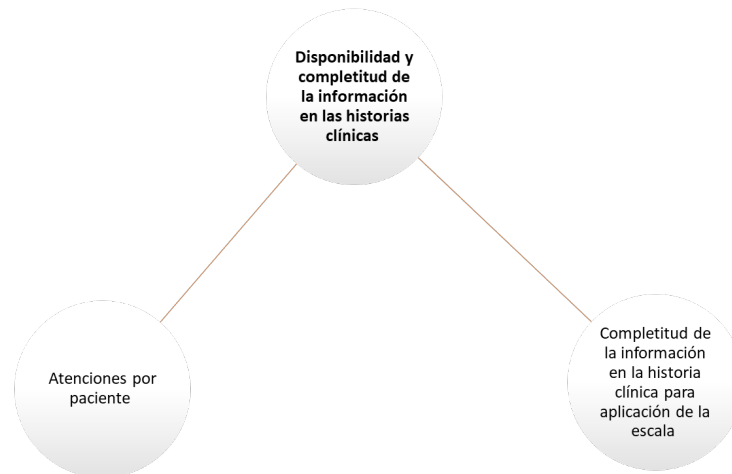 Disponibilidad y
completitud de
la información
en las historias
clínicas
Atenciones por
paciente
Completitud de
la información
en la historia
clínica para
aplicación de la
escala